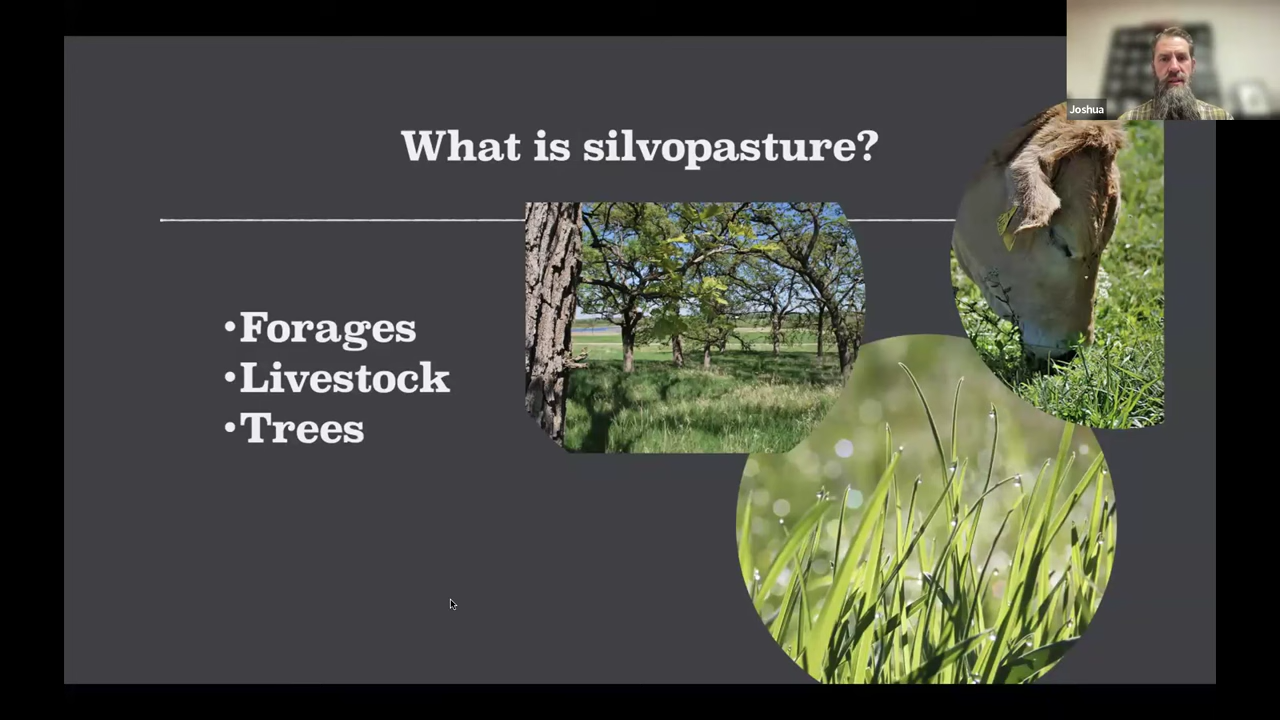 Joshua
What is silvopasture?
•Forages
•Livestock
•Trees